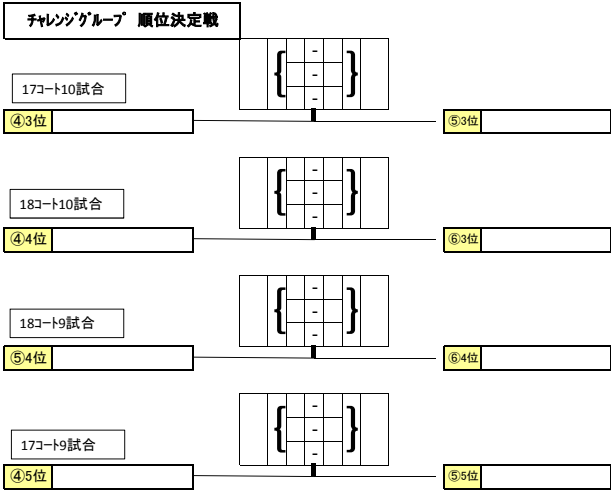 ﾁｬﾚﾝｼﾞｸﾞﾙｰﾌﾟ 順位決定戦
-
{ - }
-
17ｺｰﾄ10試合
④3位 ⑤3位
-
{ - }
-
18ｺｰﾄ10試合
④4位 ⑥3位
-
{ - }
-
18ｺｰﾄ9試合
⑤4位 ⑥4位
-
{ - }
-
17ｺｰﾄ9試合
④5位 ⑤5位